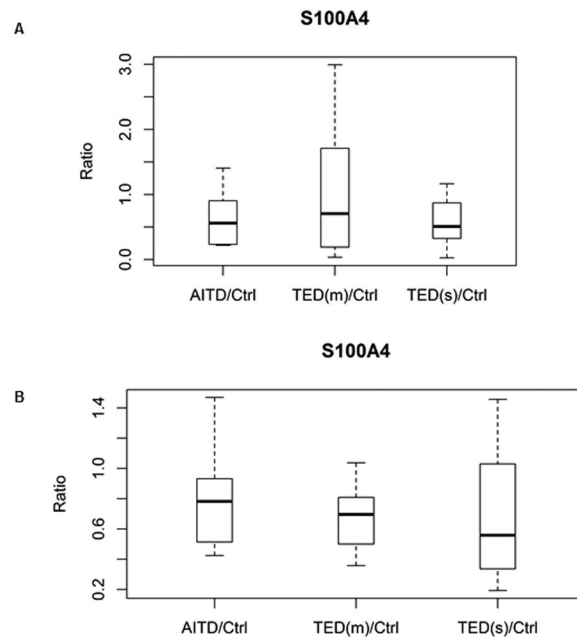 A
S100A4
Ratio
3.0
2.0
1.0
0.0
AITD/Ctrl TED(m)/Ctrl TED(s)/Ctrl
B
S100A4
Ratio
1.4
1.0
0.6
0.2
AITD/Ctrl TED(m)/Ctrl TED(s)/Ctrl